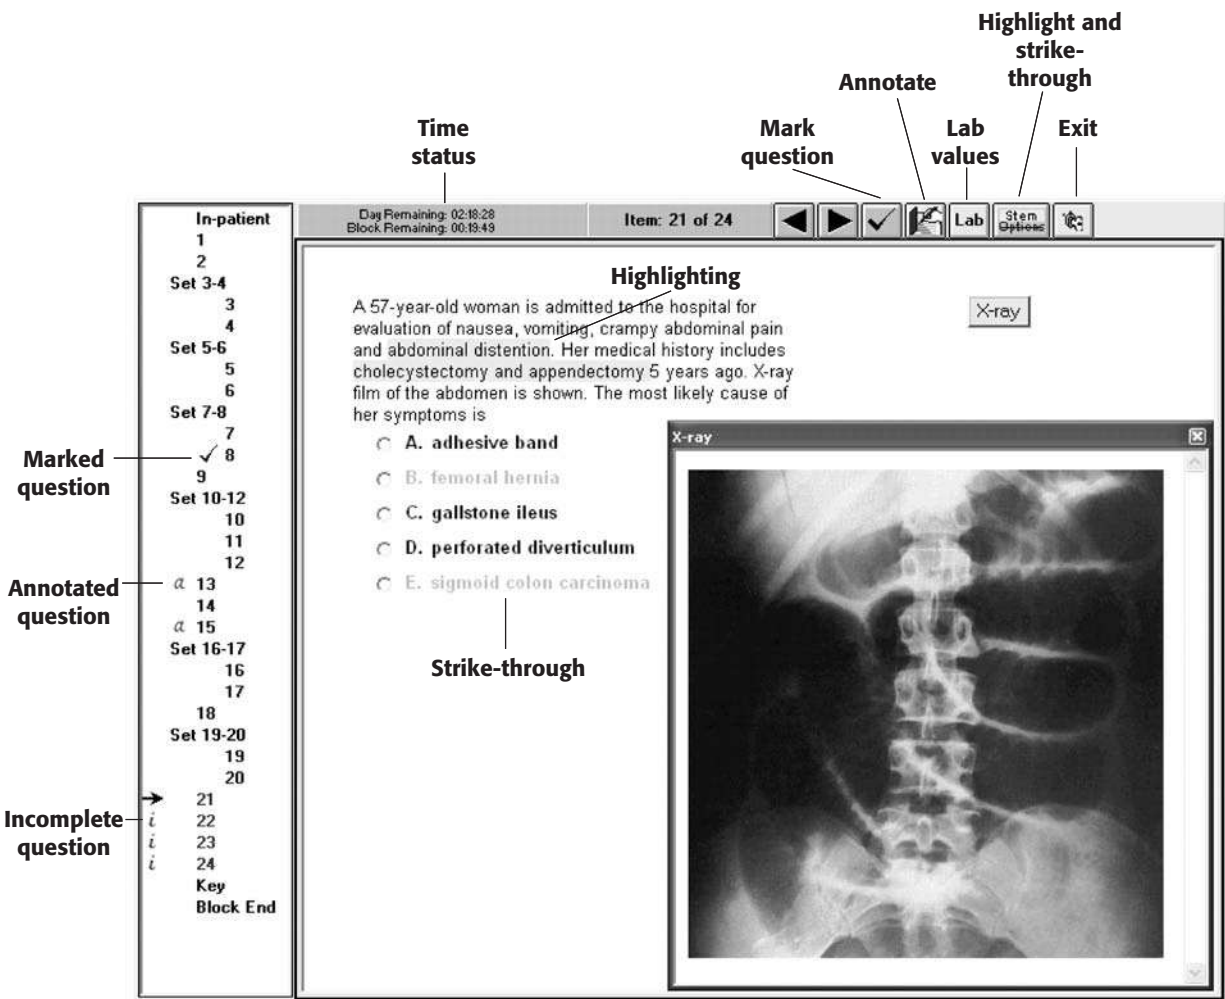 Highlight and
strike-
through
Annotate
Time
status
Mark
question
Lab
values
Exit
Day Remaining: 02:18:28
Block Remaining: 00:19:49
Item: 21 of 24
Lab
Stem
Options
In-patient
1
2
Set 3-4
3
4
Set 5-6
5
6
Set 7-8
7
8
9
Set 10-12
10
11
12
a 13
14
a 15
Set 16-17
16
17
18
Set 19-20
19
20
21
i 22
i 23
i 24
Key
Block End
Marked
question
Annotated
question
Incomplete
question
Highlighting
A 57-year-old woman is admitted to the hospital for
evaluation of nausea, vomiting, crampy abdominal pain
and abdominal distention. Her medical history includes
cholecystectomy and appendectomy 5 years ago. X-ray
film of the abdomen is shown. The most likely cause of
her symptoms is
X-ray
A. adhesive band
B. femoral hernia
C. gallstone ileus
D. perforated diverticulum
E. sigmoid colon carcinoma
Strike-through
X-ray